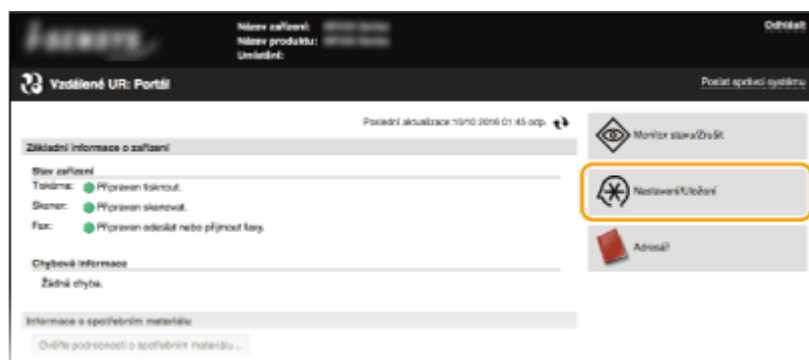 i-SENSYS
Název zařízení:
Název produktu:
Umístění:
Odhlásit
Vzdálené UR: Portál
Poslat správci systému
Poslední aktualizace:10/10 2016 01:45 odp.
Základní informace o zařízení
Stav zařízení
Tiskárna: Připraven tisknout.
Skener: Připraven skenovat.
Fax: Připraven odeslat nebo přijmout faxy.
Chybové informace
Žádná chyba.
Informace o spotřebním materiálu
Ověřte podrobnosti o spotřebním materiálu...
Monitor stavu/Zrušit
Nastavení/Uložení
Adresář